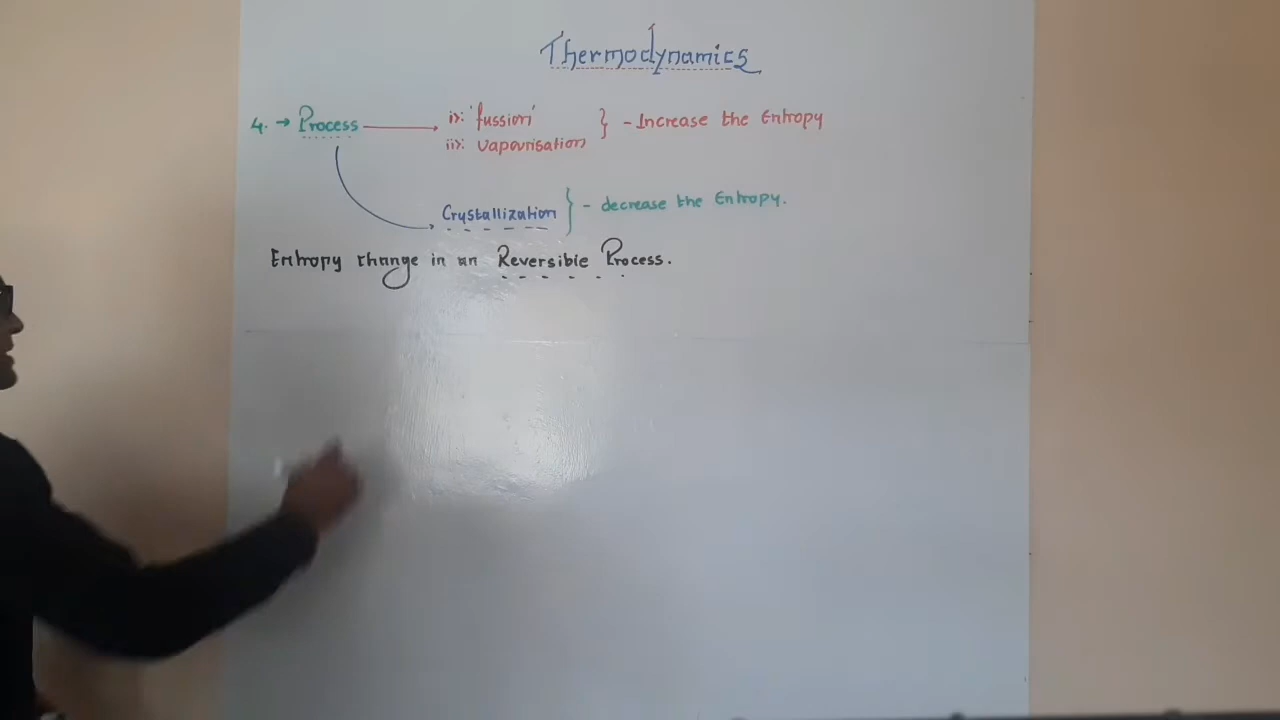 Thermodynamics
4. → Process → i>: 'fussion' } - Increase the Entropy
ii>: vapourisation
Crystallization } - decrease the Entropy.
Entropy change in an Reversible Process.